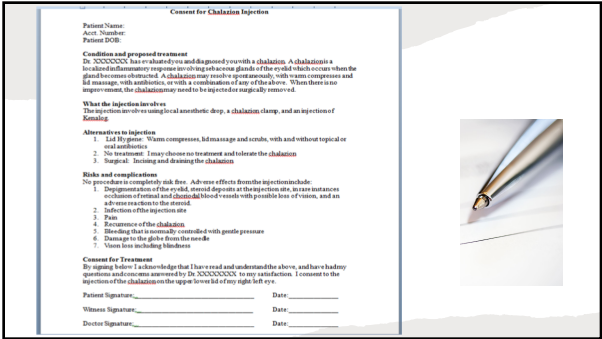 Consent for Chalazion Injection
Patient Name:
Acct. Number:
Patient DOB:
Condition and proposed treatment
Dr. XXXXXXX has evaluated you and diagnosed you with a chalazion. A chalazion is a
localized inflammatory response involving sebaceous glands of the eyelid which occurs when the
gland becomes obstructed. A chalazion may resolve spontaneously, with warm compresses and
lid massage, with antibiotics, or with a combination of any of the above. When there is no
improvement, the chalazion may need to be injected or surgically removed.
What the injection involves
The injection involves using local anesthetic drop, a chalazion clamp, and an injection of
Kenalog.
Alternatives to injection
1. Lid Hygiene: Warm compresses, lid massage and scrubs, with and without topical or
oral antibiotics
2. No treatment: I may choose no treatment and tolerate the chalazion
3. Surgical: Incising and draining the chalazion
Risks and complications
No procedure is completely risk free. Adverse effects from the injection include:
1. Depigmentation of the eyelid, steroid deposits at the injection site, in rare instances
occlusion of retinal and choriodal blood vessels with possible loss of vision, and an
adverse reaction to the steroid.
2. Infection of the injection site
3. Pain
4. Recurrence of the chalazion
5. Bleeding that is normally controlled with gentle pressure
6. Damage to the globe from the needle
7. Vison loss including blindness
Consent for Treatment
By signing below I acknowledge that I have read and understand the above, and have had my
questions and concerns answered by Dr. XXXXXXXX to my satisfaction. I consent to the
injection of the chalazion on the upper/lower lid of my right/left eye.
Patient Signature: Date:
Witness Signature: Date:
Doctor Signature: Date: